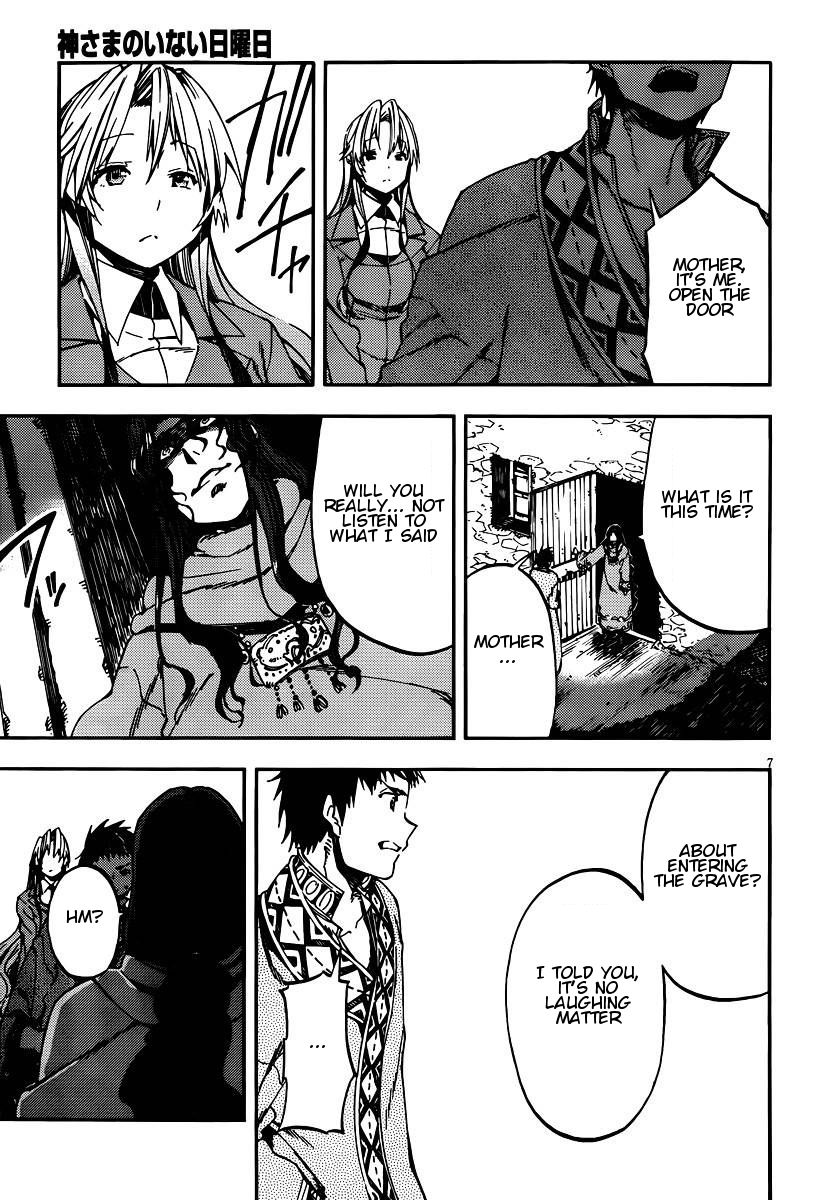 神さまのいない日曜日
MOTHER,
IT'S ME.
OPEN THE
DOOR
ガチャ
WHAT IS IT
THIS TIME?
MOTHER
...
WILL YOU
REALLY... NOT
LISTEN TO
WHAT I SAID
7
ABOUT
ENTERING
THE GRAVE?
I TOLD YOU,
IT'S NO
LAUGHING
MATTER
...
HM?